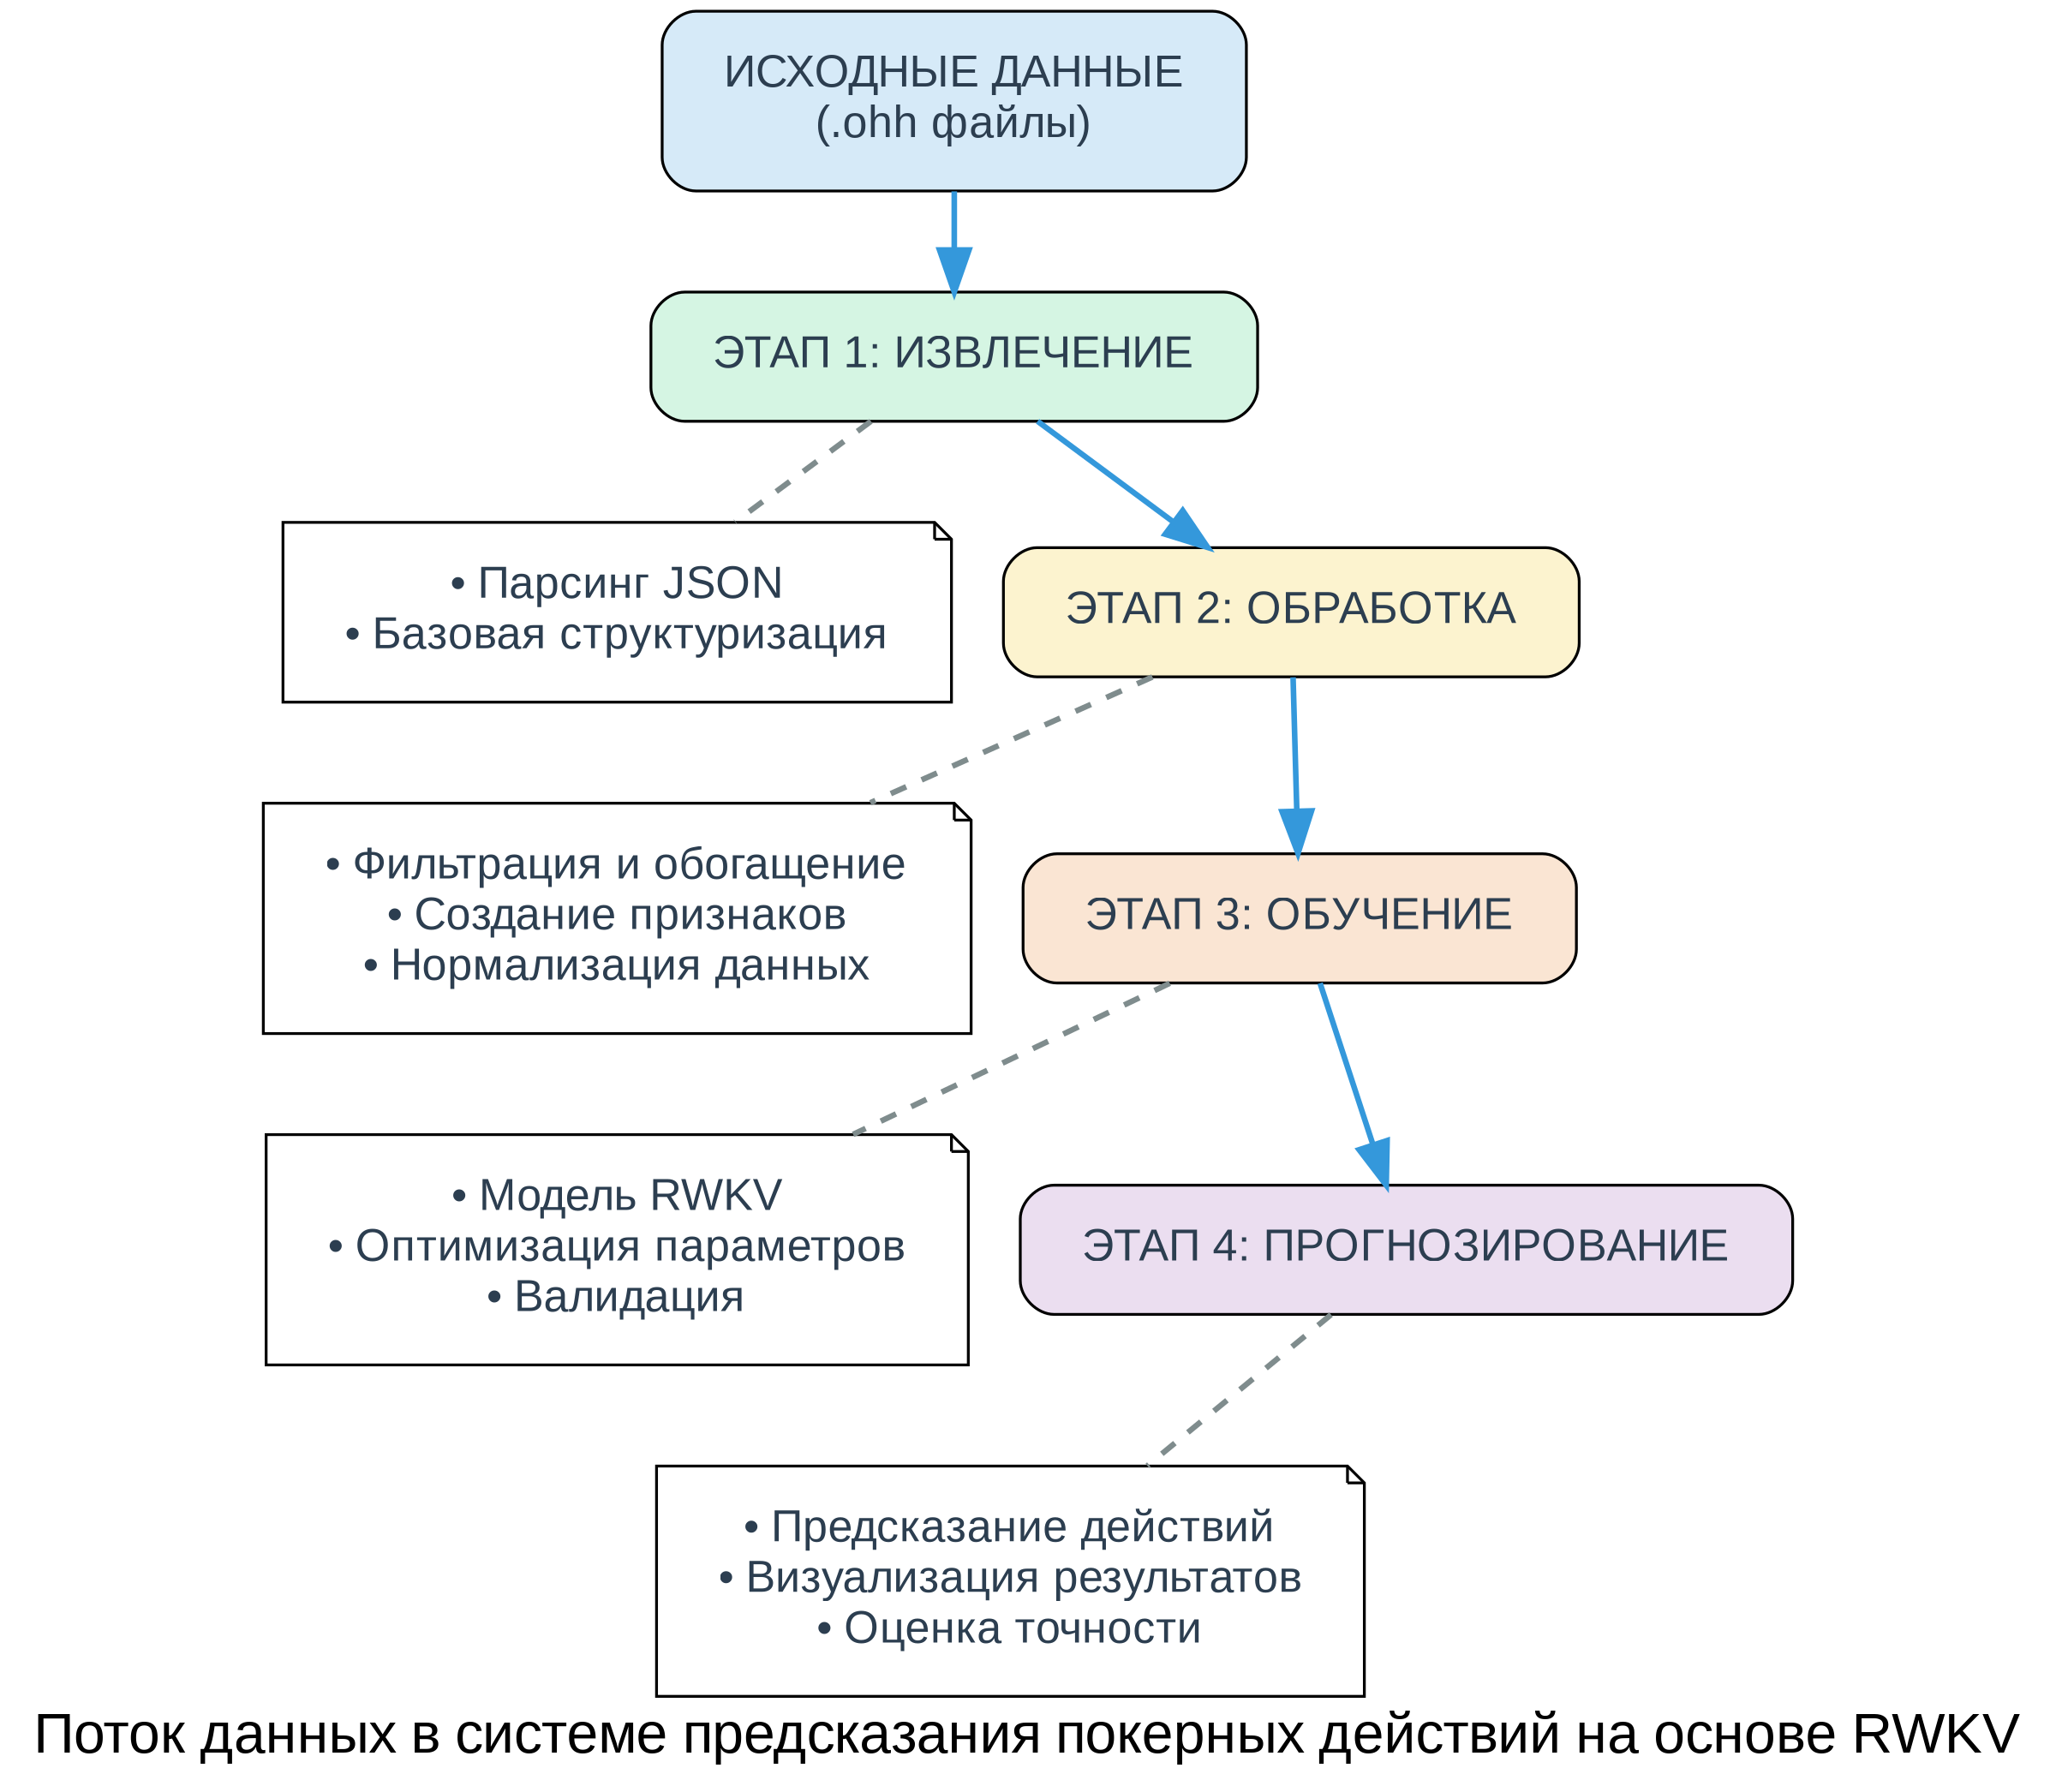 ИСХОДНЫЕ ДАННЫЕ
(.ohh файлы)
ЭТАП 1: ИЗВЛЕЧЕНИЕ
• Парсинг JSON
• Базовая структуризация
ЭТАП 2: ОБРАБОТКА
• Фильтрация и обогащение
• Создание признаков
• Нормализация данных
ЭТАП 3: ОБУЧЕНИЕ
• Модель RWKV
• Оптимизация параметров
• Валидация
ЭТАП 4: ПРОГНОЗИРОВАНИЕ
• Предсказание действий
• Визуализация результатов
• Оценка точности
Поток данных в системе предсказания покерных действий на основе RWKV